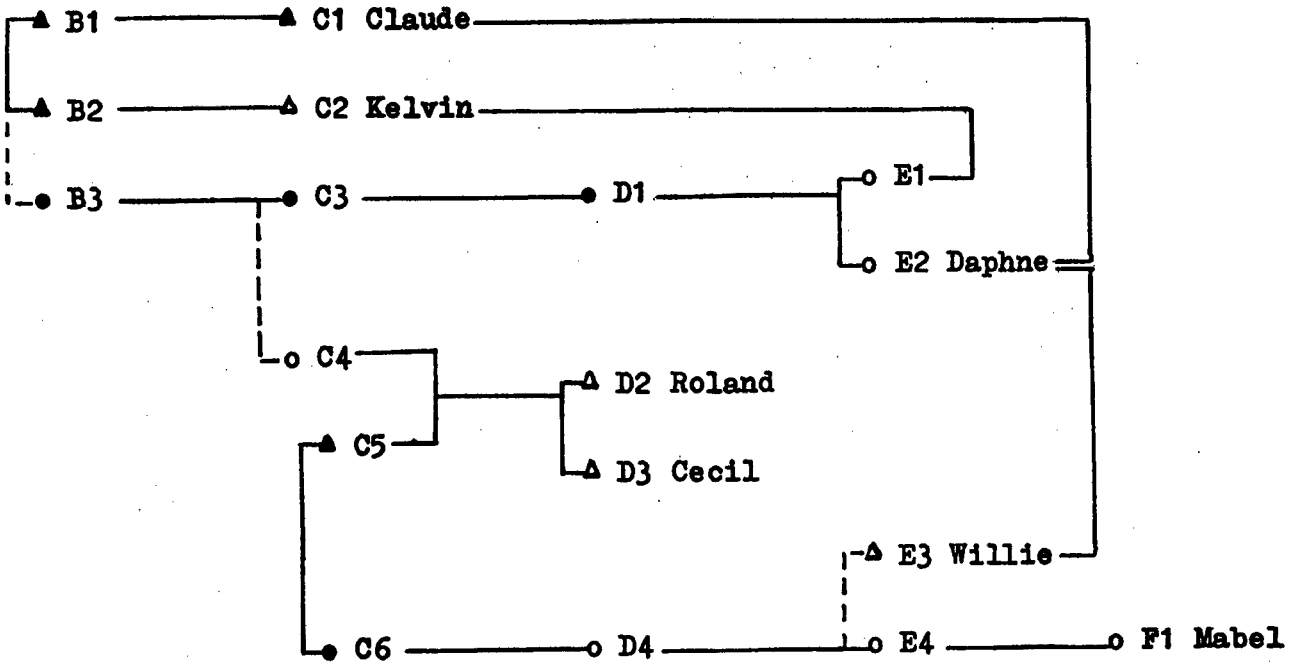 B1 C1 Claude
B2 C2 Kelvin
E1
B3 C3 D1
E2 Daphne
C4
D2 Roland
C5
D3 Cecil
E3 Willie
C6 D4 E4 F1 Mabel